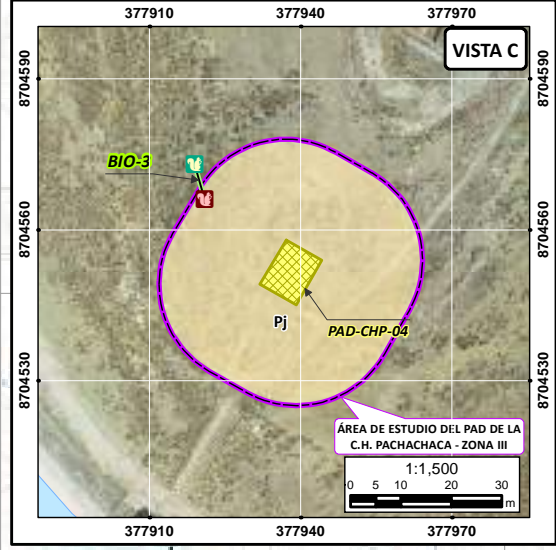 377910 377940 377970
VISTA C
8704590
8704560
8704530
8704590
8704560
8704530
BIO-3
Pj
PAD-CHP-04
ÁREA DE ESTUDIO DEL PAD DE LA
C.H. PACHACHACA - ZONA III
1:1,500
0 5 10 20 30
m
377910 377940 377970